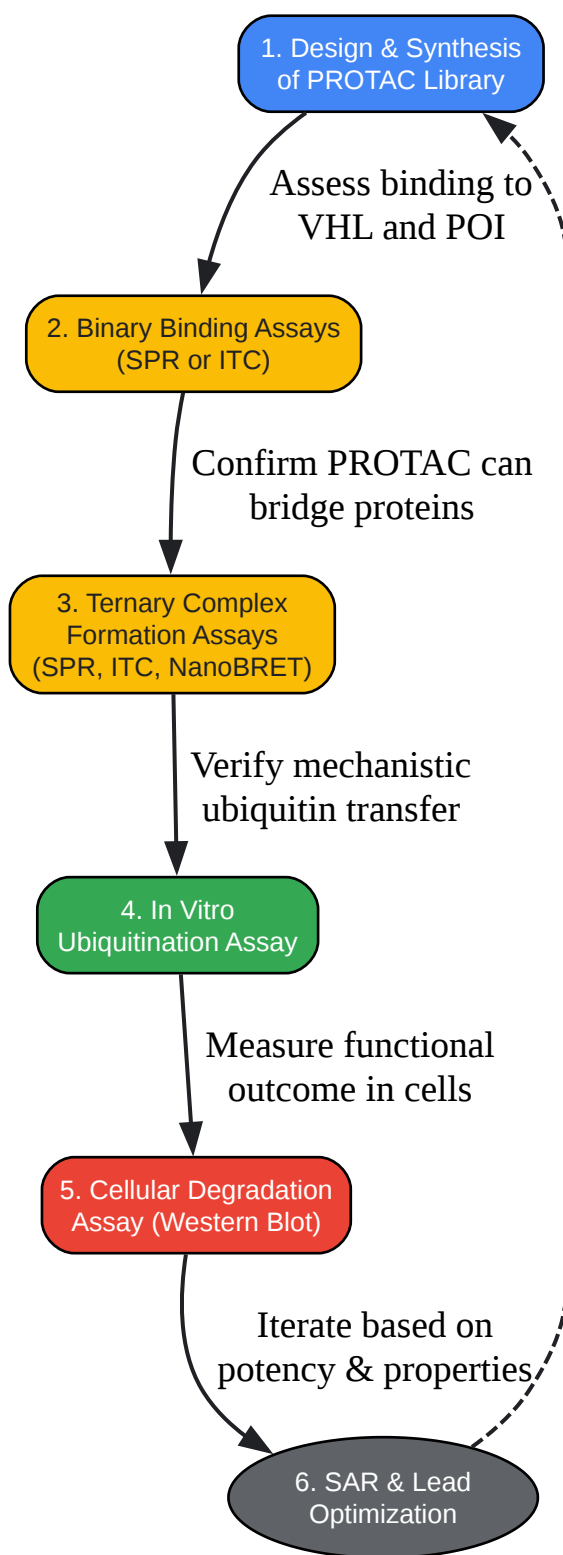 1. Design & Synthesis
of PROTAC Library
Assess binding to
VHL and POI
2. Binary Binding Assays
(SPR or ITC)
Confirm PROTAC can
bridge proteins
3. Ternary Complex
Formation Assays
(SPR, ITC, NanoBRET)
Verify mechanistic
ubiquitin transfer
4. In Vitro
Ubiquitination Assay
Measure functional
outcome in cells
5. Cellular Degradation
Assay (Western Blot)
Iterate based on
potency & properties
6. SAR & Lead
Optimization